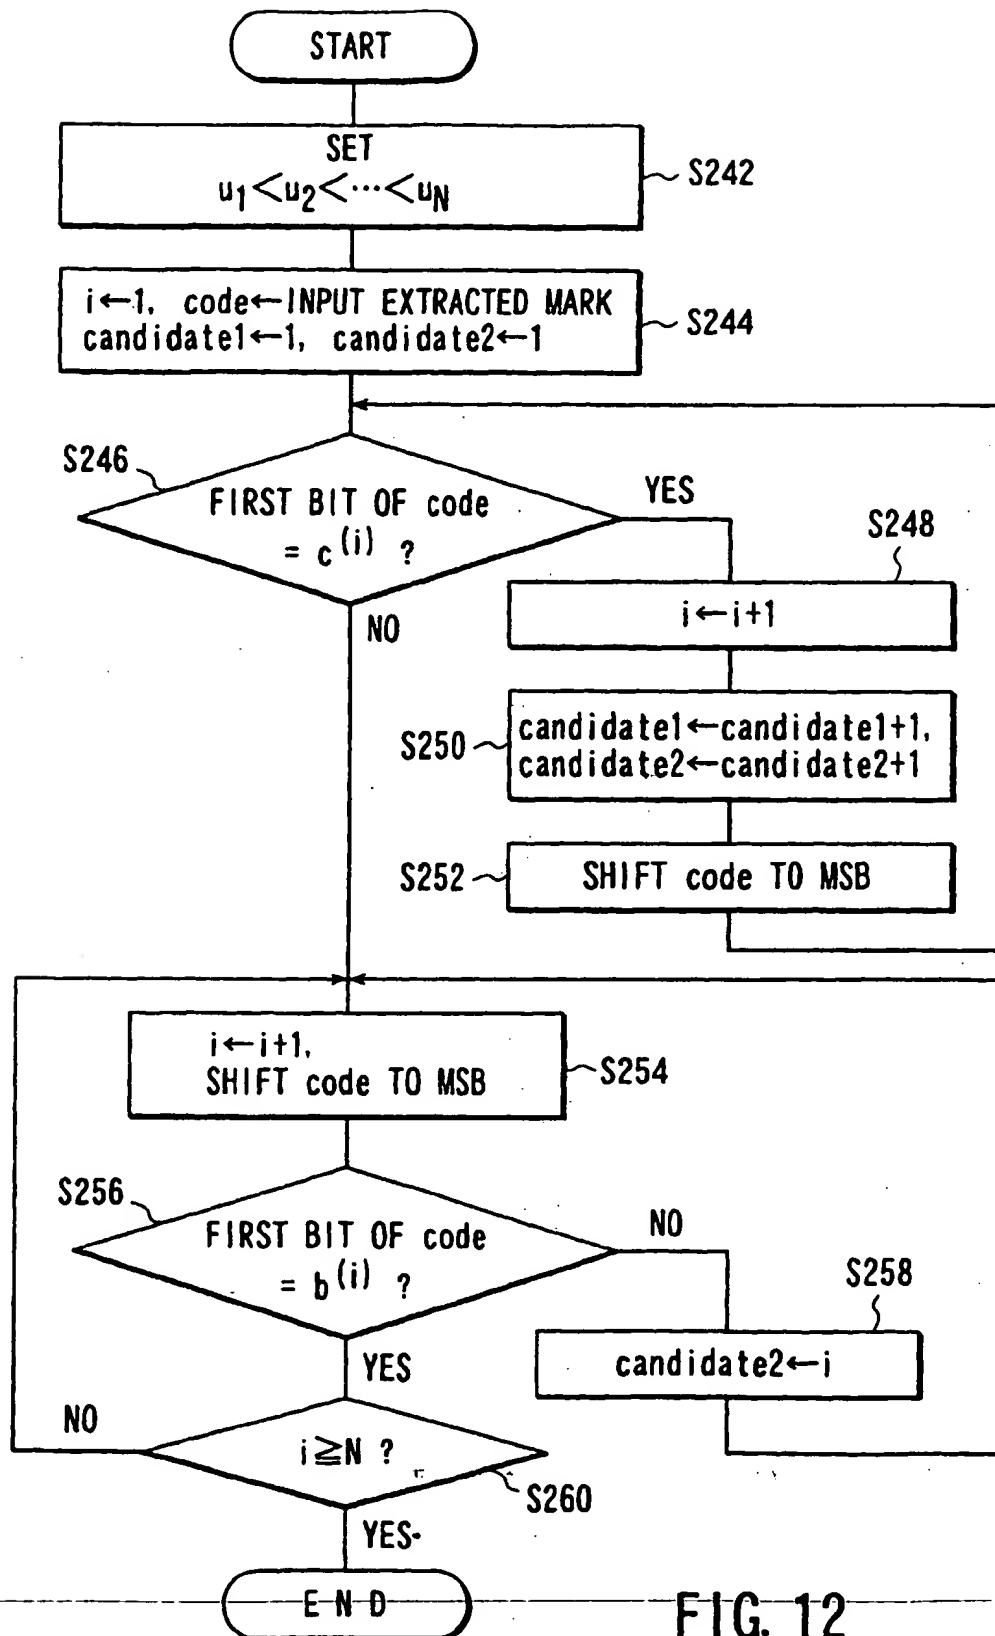 START
SET
u1<u2<···<uN
S242
i←1, code←INPUT EXTRACTED MARK
candidate1←1, candidate2←1
S244
S246
FIRST BIT OF code
= c(i) ?
YES
NO
S248
i←i+1
S250
candidate1←candidate1+1,
candidate2←candidate2+1
S252
SHIFT code TO MSB
i←i+1,
SHIFT code TO MSB
S254
S256
FIRST BIT OF code
= b(i) ?
NO
YES
S258
candidate2←i
NO
i≧N ?
S260
YES
END
FIG. 12